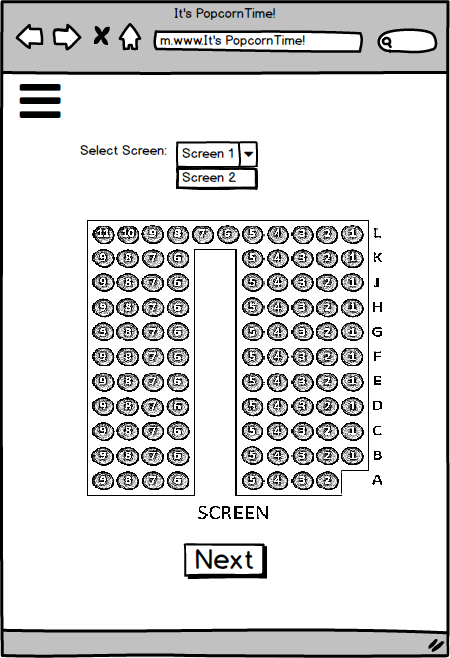 It's PopcornTime!
m.www.It's PopcornTime!
Select Screen: Screen 1
Screen 2
11 10 9 8 7 6 5 4 3 2 1 L
9 8 7 6 5 4 3 2 1 K
9 8 7 6 5 4 3 2 1 J
9 8 7 6 5 4 3 2 1 H
9 8 7 6 5 4 3 2 1 G
9 8 7 6 5 4 3 2 1 F
9 8 7 6 5 4 3 2 1 E
9 8 7 6 5 4 3 2 1 D
9 8 7 6 5 4 3 2 1 C
9 8 7 6 5 4 3 2 1 B
9 8 7 6 5 4 3 2 A
SCREEN
Next